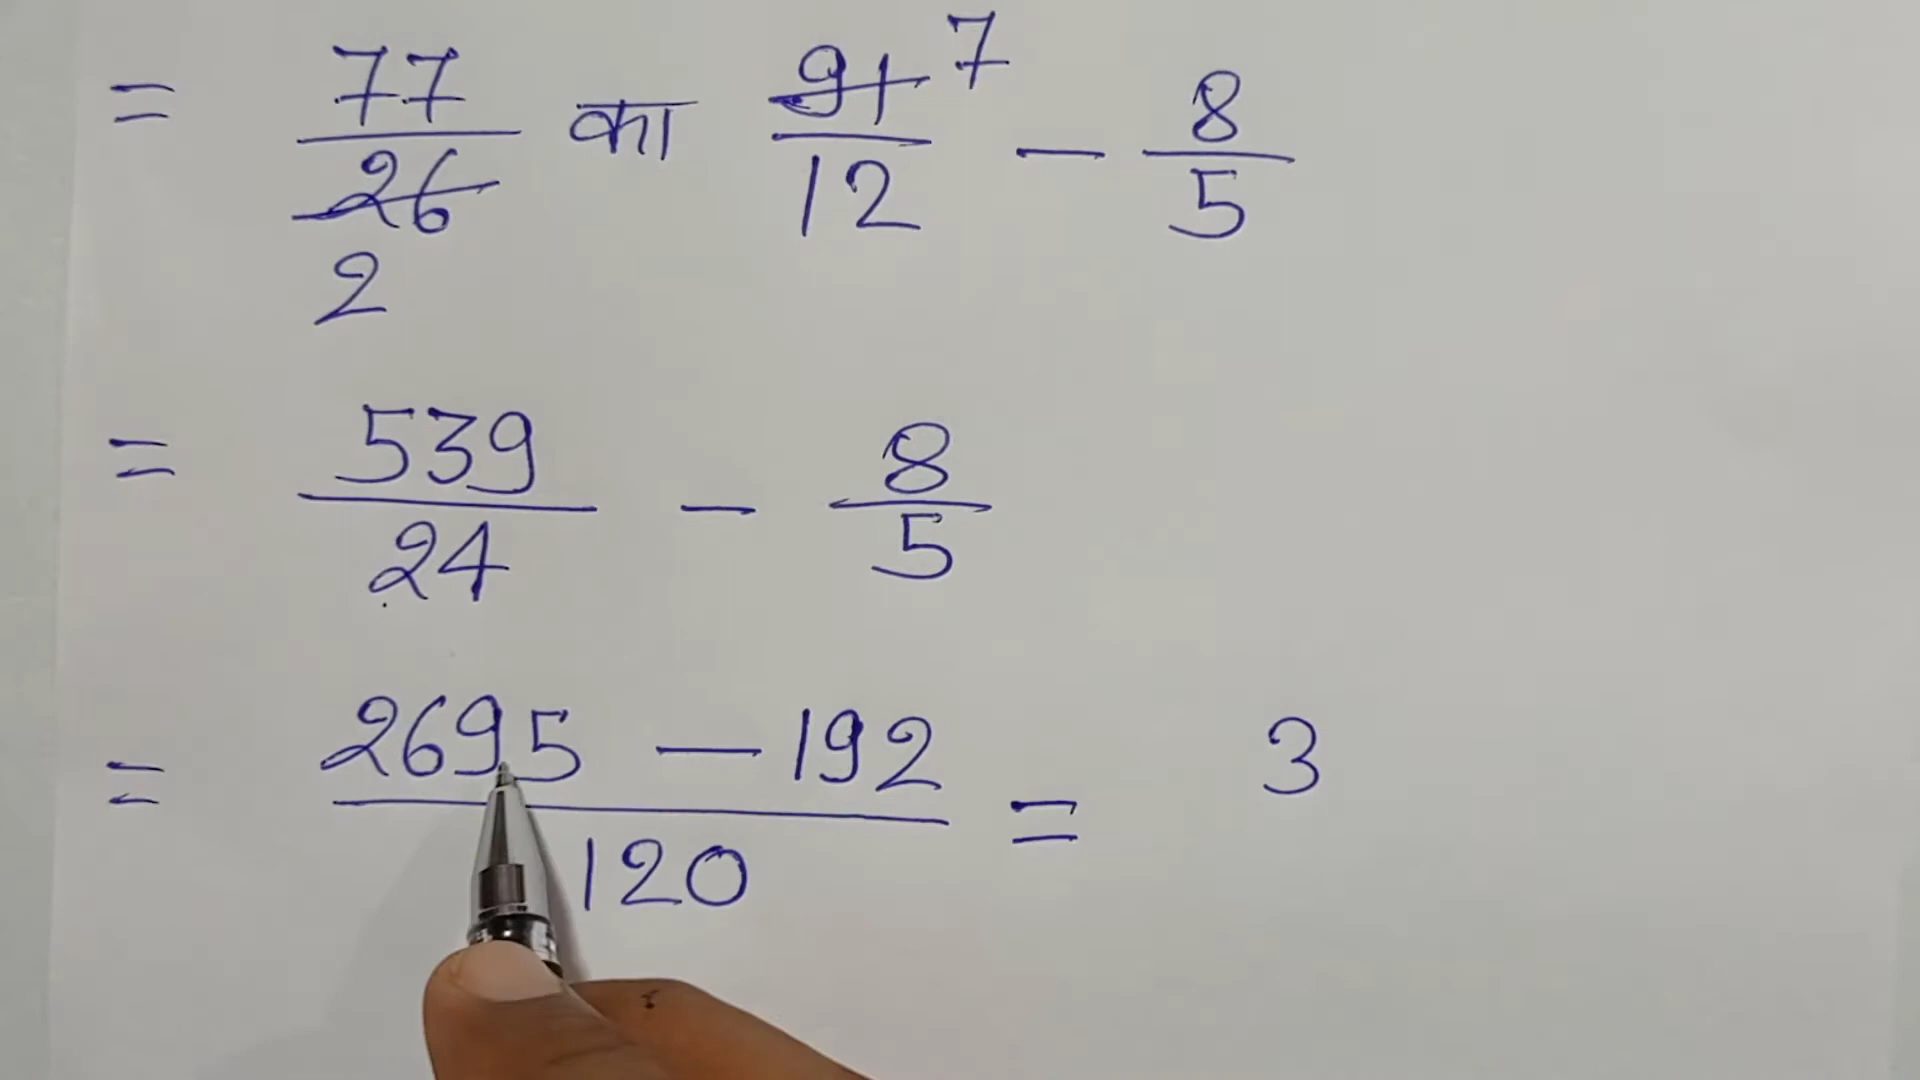 = 77/26 का 91/12 7 - 8/5
2
= 539/24 - 8/5
= 2695 - 192/120 = 3